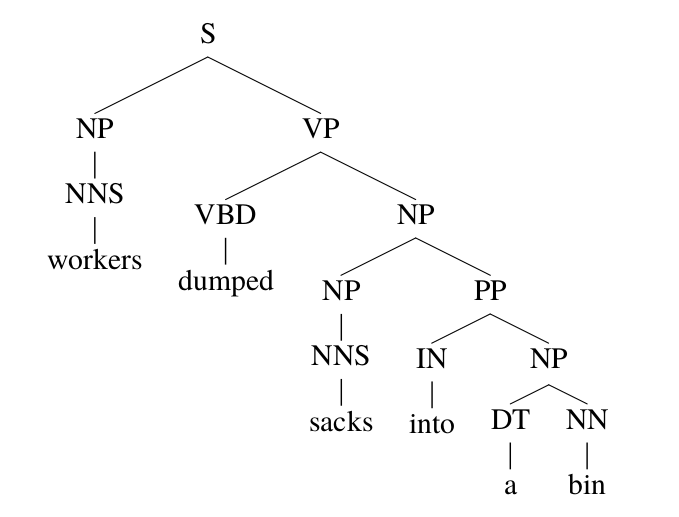 S
NP VP
NNS
VBD NP
workers
dumped
NP PP
NNS IN NP
sacks into
DT NN
a bin